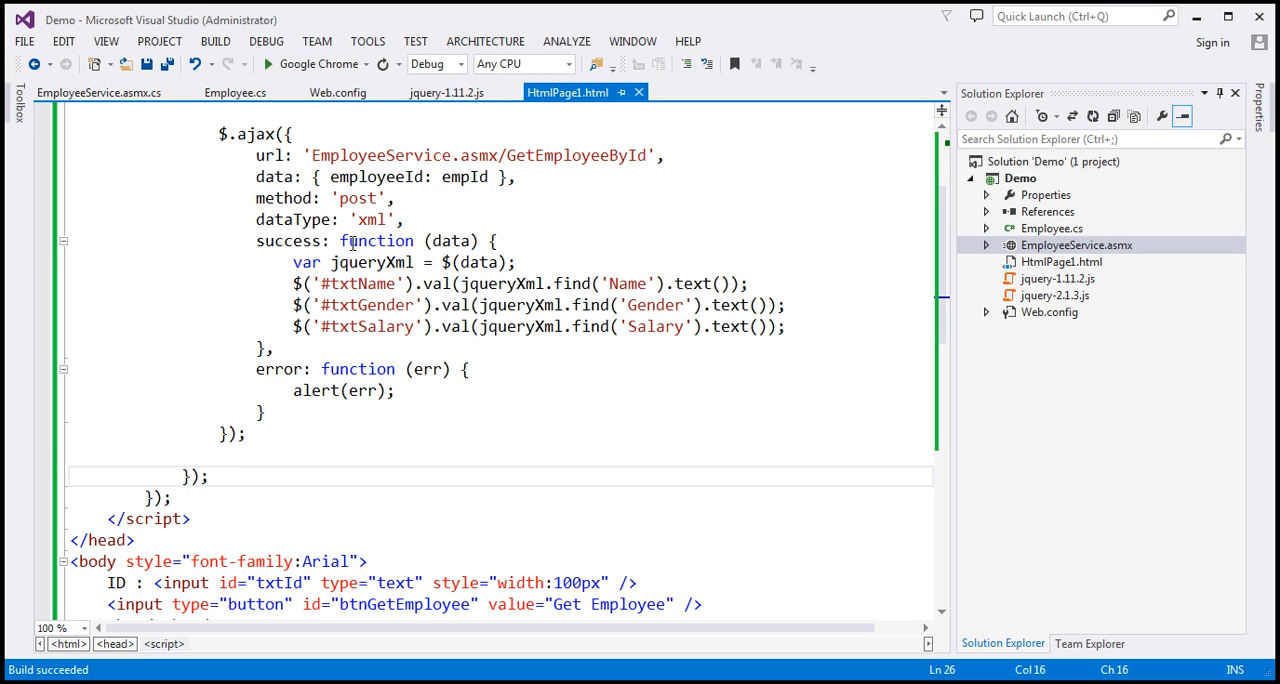 Demo - Microsoft Visual Studio (Administrator)
Quick Launch (Ctrl+Q)
FILE EDIT VIEW PROJECT BUILD DEBUG TEAM TOOLS TEST ARCHITECTURE ANALYZE WINDOW HELP
Sign in
Google Chrome Debug Any CPU
Toolbox
EmployeeService.asmx.cs Employee.cs Web.config jquery-1.11.2.js HtmlPage1.html
$.ajax({
url: 'EmployeeService.asmx/GetEmployeeById',
data: { employeeId: empId },
method: 'post',
dataType: 'xml',
success: function (data) {
var jqueryXml = $(data);
$('#txtName').val(jqueryXml.find('Name').text());
$('#txtGender').val(jqueryXml.find('Gender').text());
$('#txtSalary').val(jqueryXml.find('Salary').text());
},
error: function (err) {
alert(err);
}
});
});
});
</script>
</head>
<body style="font-family:Arial">
ID : <input id="txtId" type="text" style="width:100px" />
<input type="button" id="btnGetEmployee" value="Get Employee" />
100 %
<html> <head> <script>
Solution Explorer
Search Solution Explorer (Ctrl+;)
Solution 'Demo' (1 project)
Demo
Properties
References
Employee.cs
EmployeeService.asmx
HtmlPage1.html
jquery-1.11.2.js
jquery-2.1.3.js
Web.config
Solution Explorer Team Explorer
Properties
Build succeeded Ln 26 Col 16 Ch 16 INS